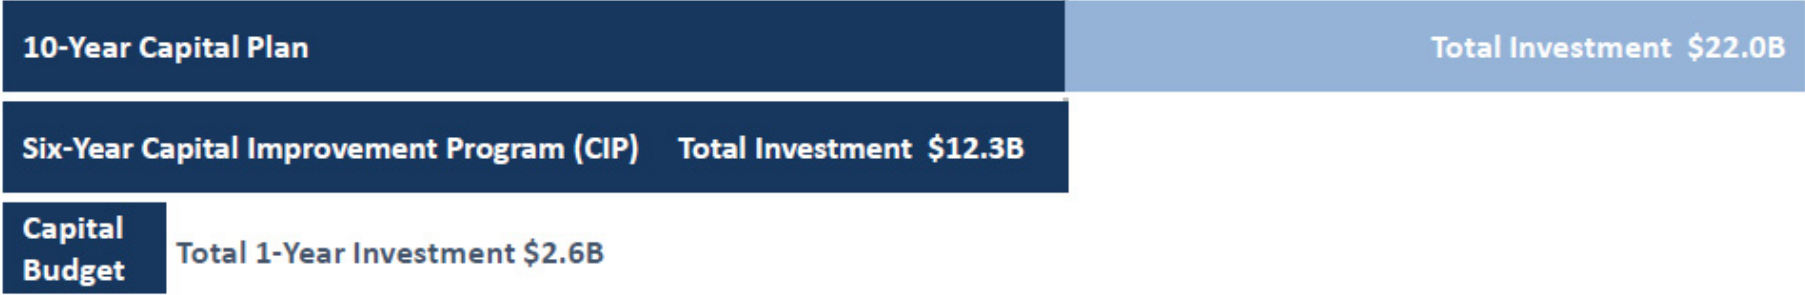 10-Year Capital Plan Total Investment $22.0B
Six-Year Capital Improvement Program (CIP) Total Investment $12.3B
Capital
Budget
Total 1-Year Investment $2.6B